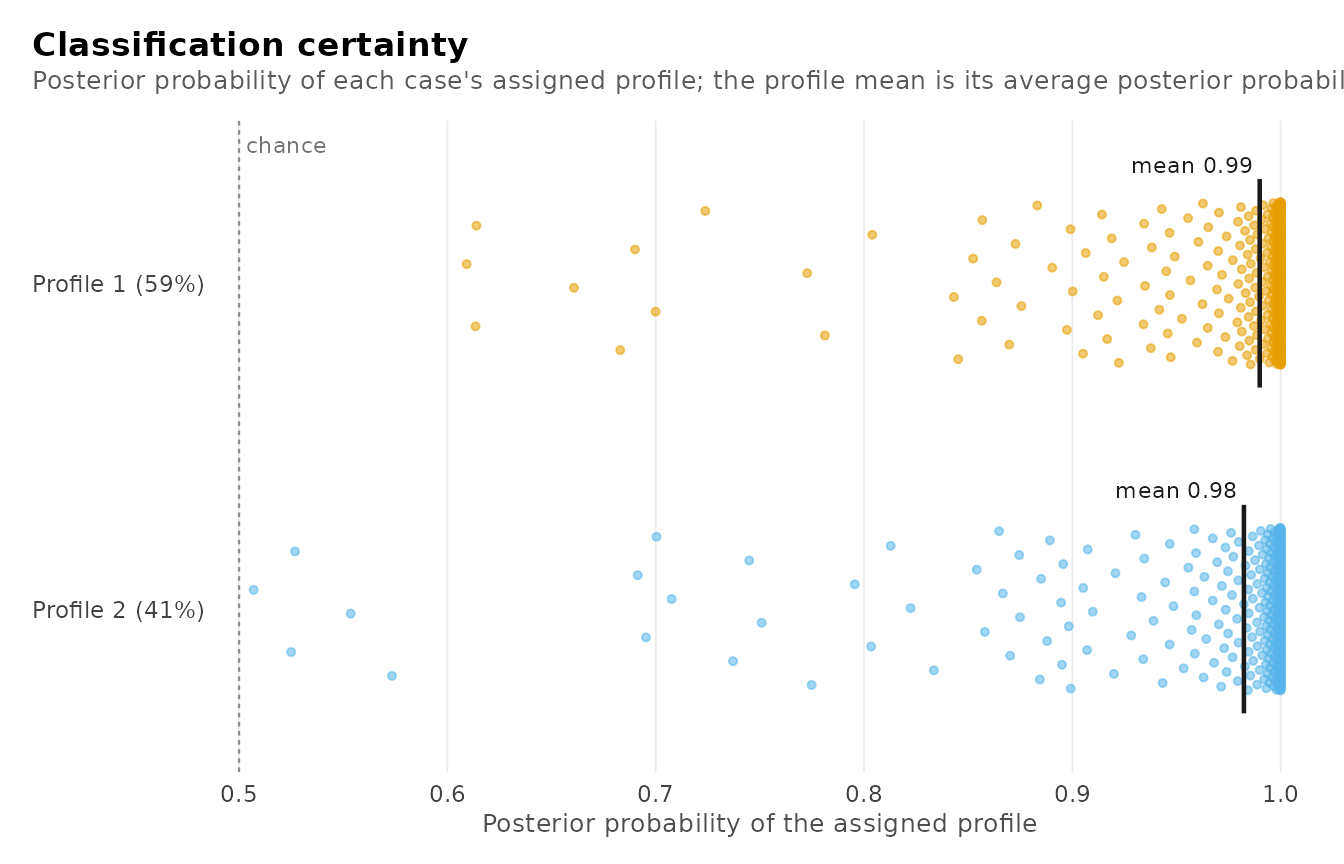 Classification certainty
Posterior probability of each case's assigned profile; the profile mean is its average posterior
chance
mean 0.99
Profile 1 (59%)
mean 0.98
Profile 2 (41%)
0.5 0.6 0.7 0.8 0.9 1.0
Posterior probability of the assigned profile